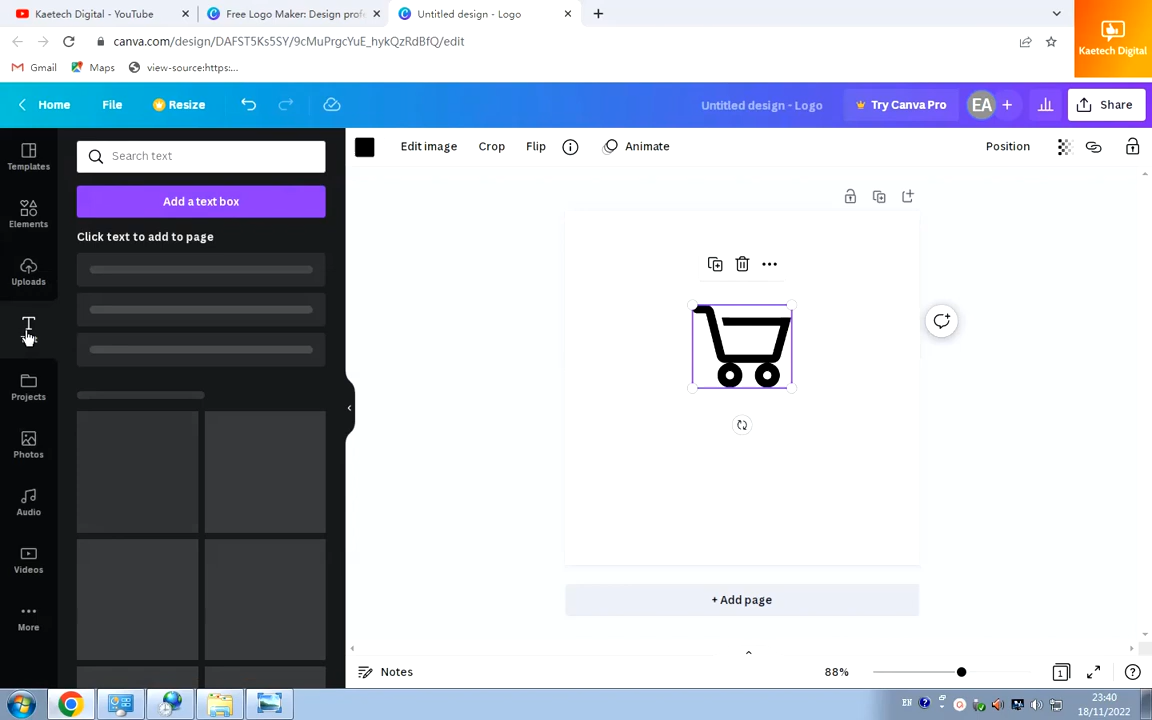 Kaetech Digital - YouTube
Free Logo Maker: Design prof
Untitled design - Logo
canva.com/design/DAFST5Ks5SY/9cMuPrgcYuE_hykQzRdBfQ/edit
Kaetech Digital
Gmail
Maps
view-source:https:...
Home
File
Resize
Untitled design - Logo
Try Canva Pro
EA
Share
Templates
Search text
Edit image
Crop
Flip
Animate
Position
Add a text box
Elements
Click text to add to page
Uploads
Projects
Photos
Audio
Videos
More
+ Add page
Notes
88%
1
EN
23:40
18/11/2022